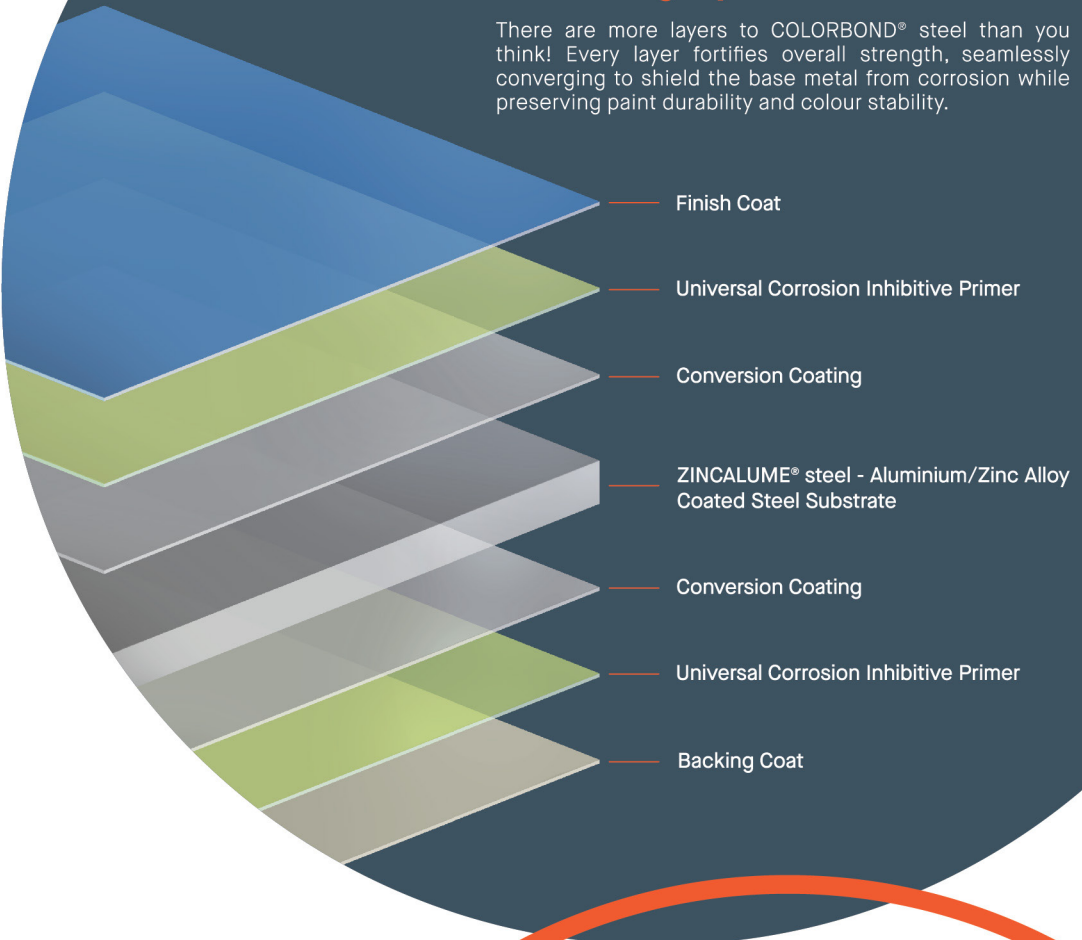 There are more layers to COLORBOND® steel than you
think! Every layer fortifies overall strength, seamlessly
converging to shield the base metal from corrosion while
preserving paint durability and colour stability.
Finish Coat
Universal Corrosion Inhibitive Primer
Conversion Coating
ZINCALUME® steel - Aluminium/Zinc Alloy
Coated Steel Substrate
Conversion Coating
Universal Corrosion Inhibitive Primer
Backing Coat